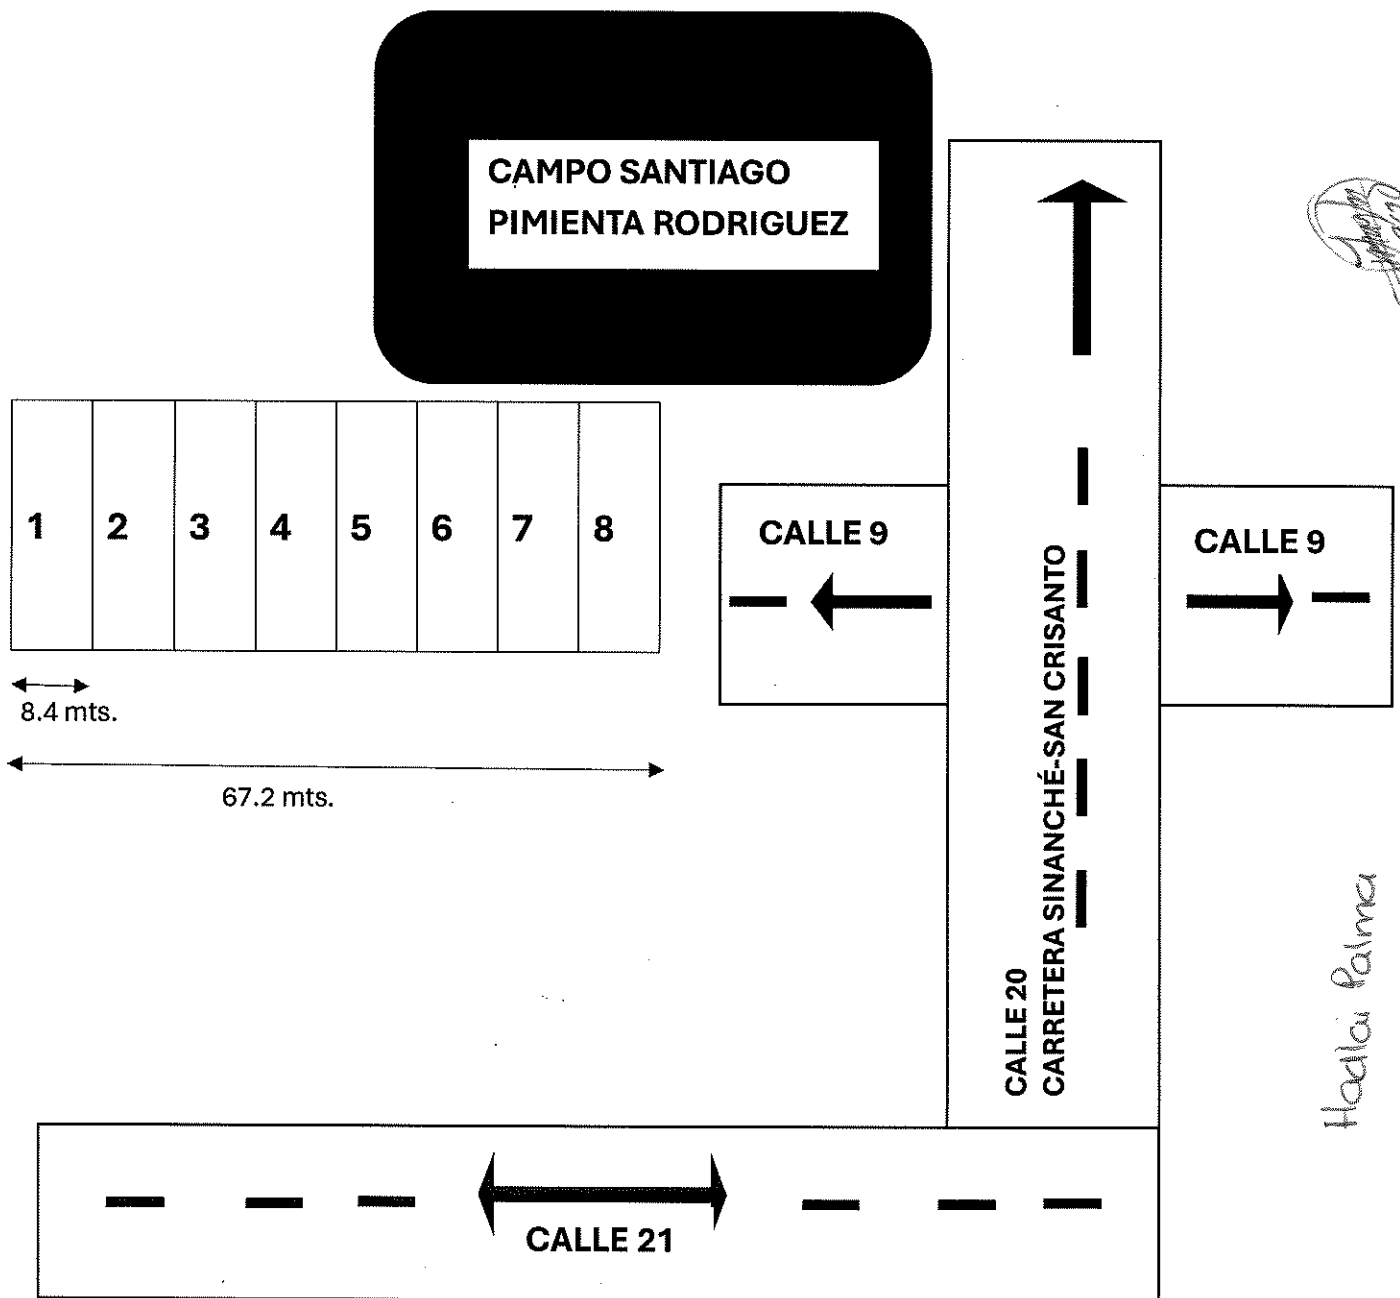 CAMPO SANTIAGO
PIMIENTA RODRIGUEZ
1 2 3 4 5 6 7 8
8.4 mts.
67.2 mts.
CALLE 9
CALLE 9
CALLE 20
CARRETERA SINANCHÉ-SAN CRISANTO
Hadlai Palma
CALLE 21